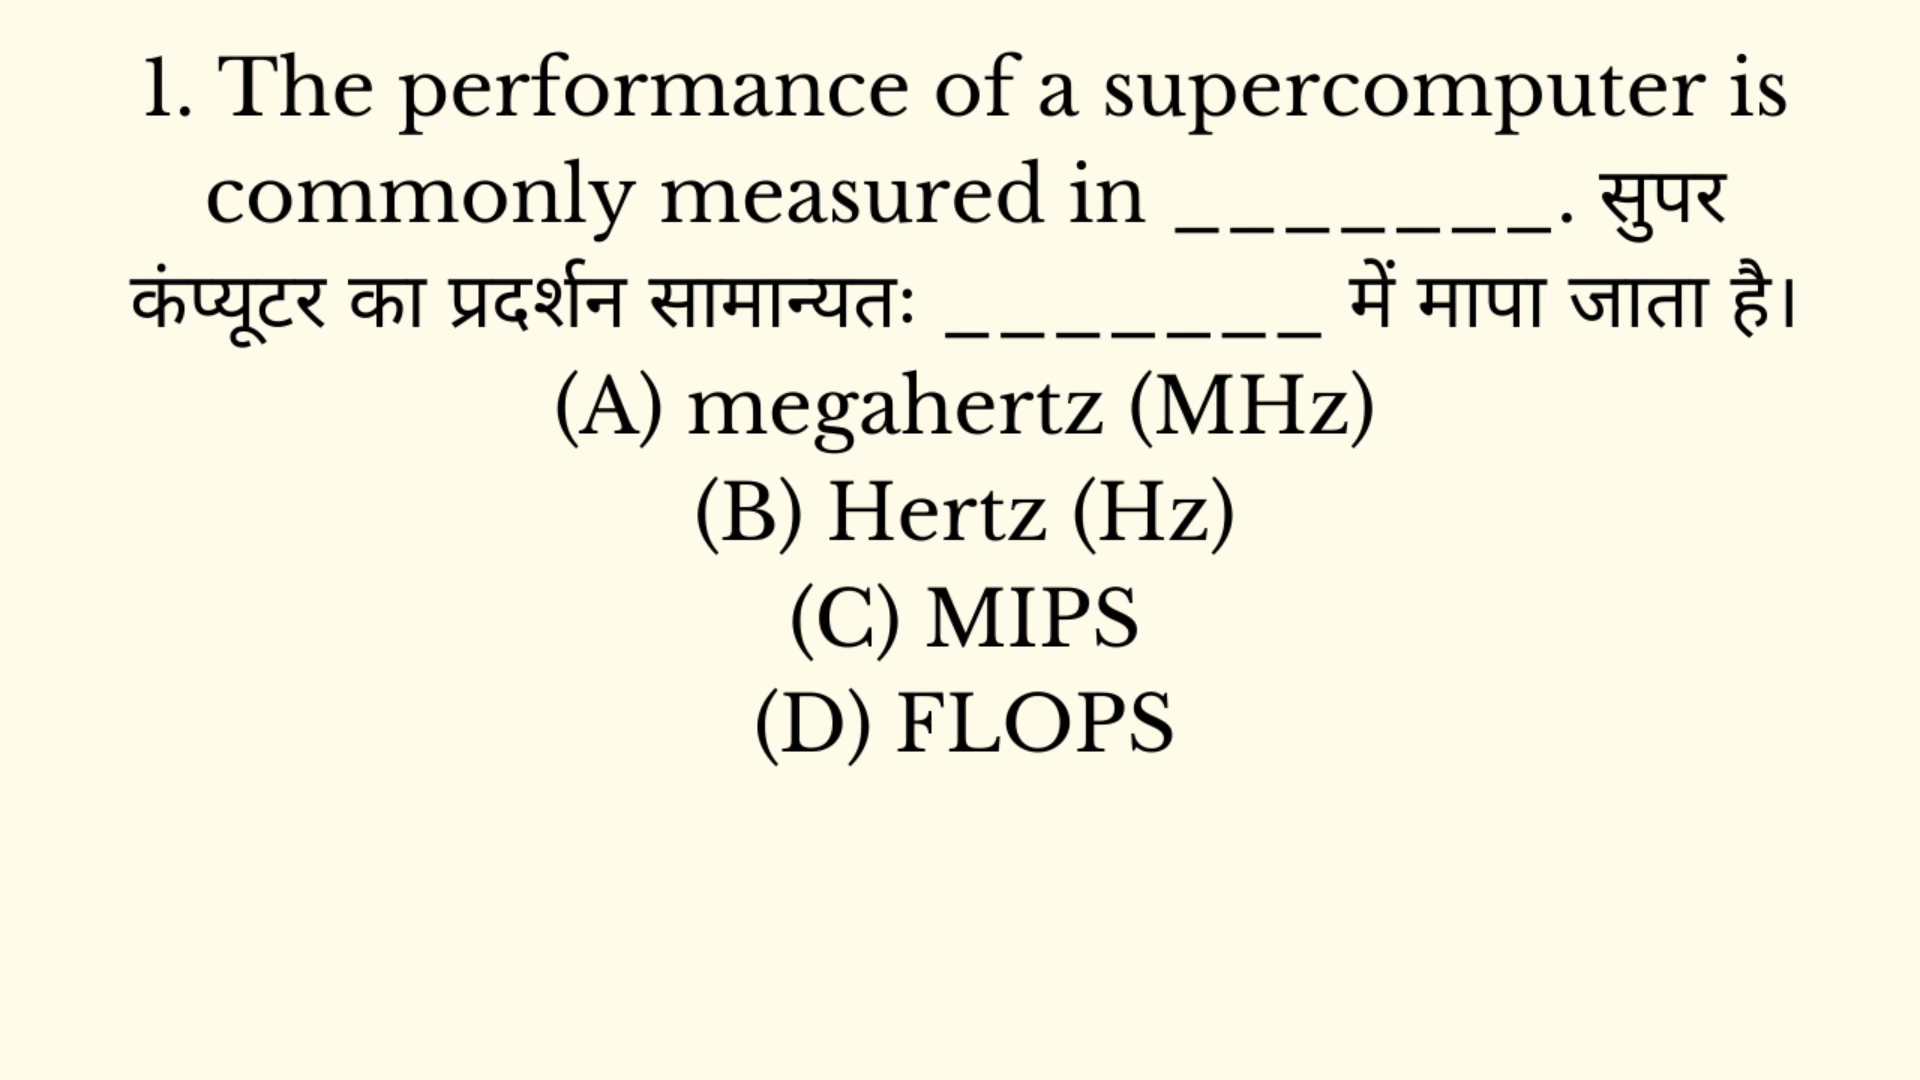 1. The performance of a supercomputer is
commonly measured in _______. सुपर
कंप्यूटर का प्रदर्शन सामान्यतः _______ में मापा जाता है।
(A) megahertz (MHz)
(B) Hertz (Hz)
(C) MIPS
(D) FLOPS